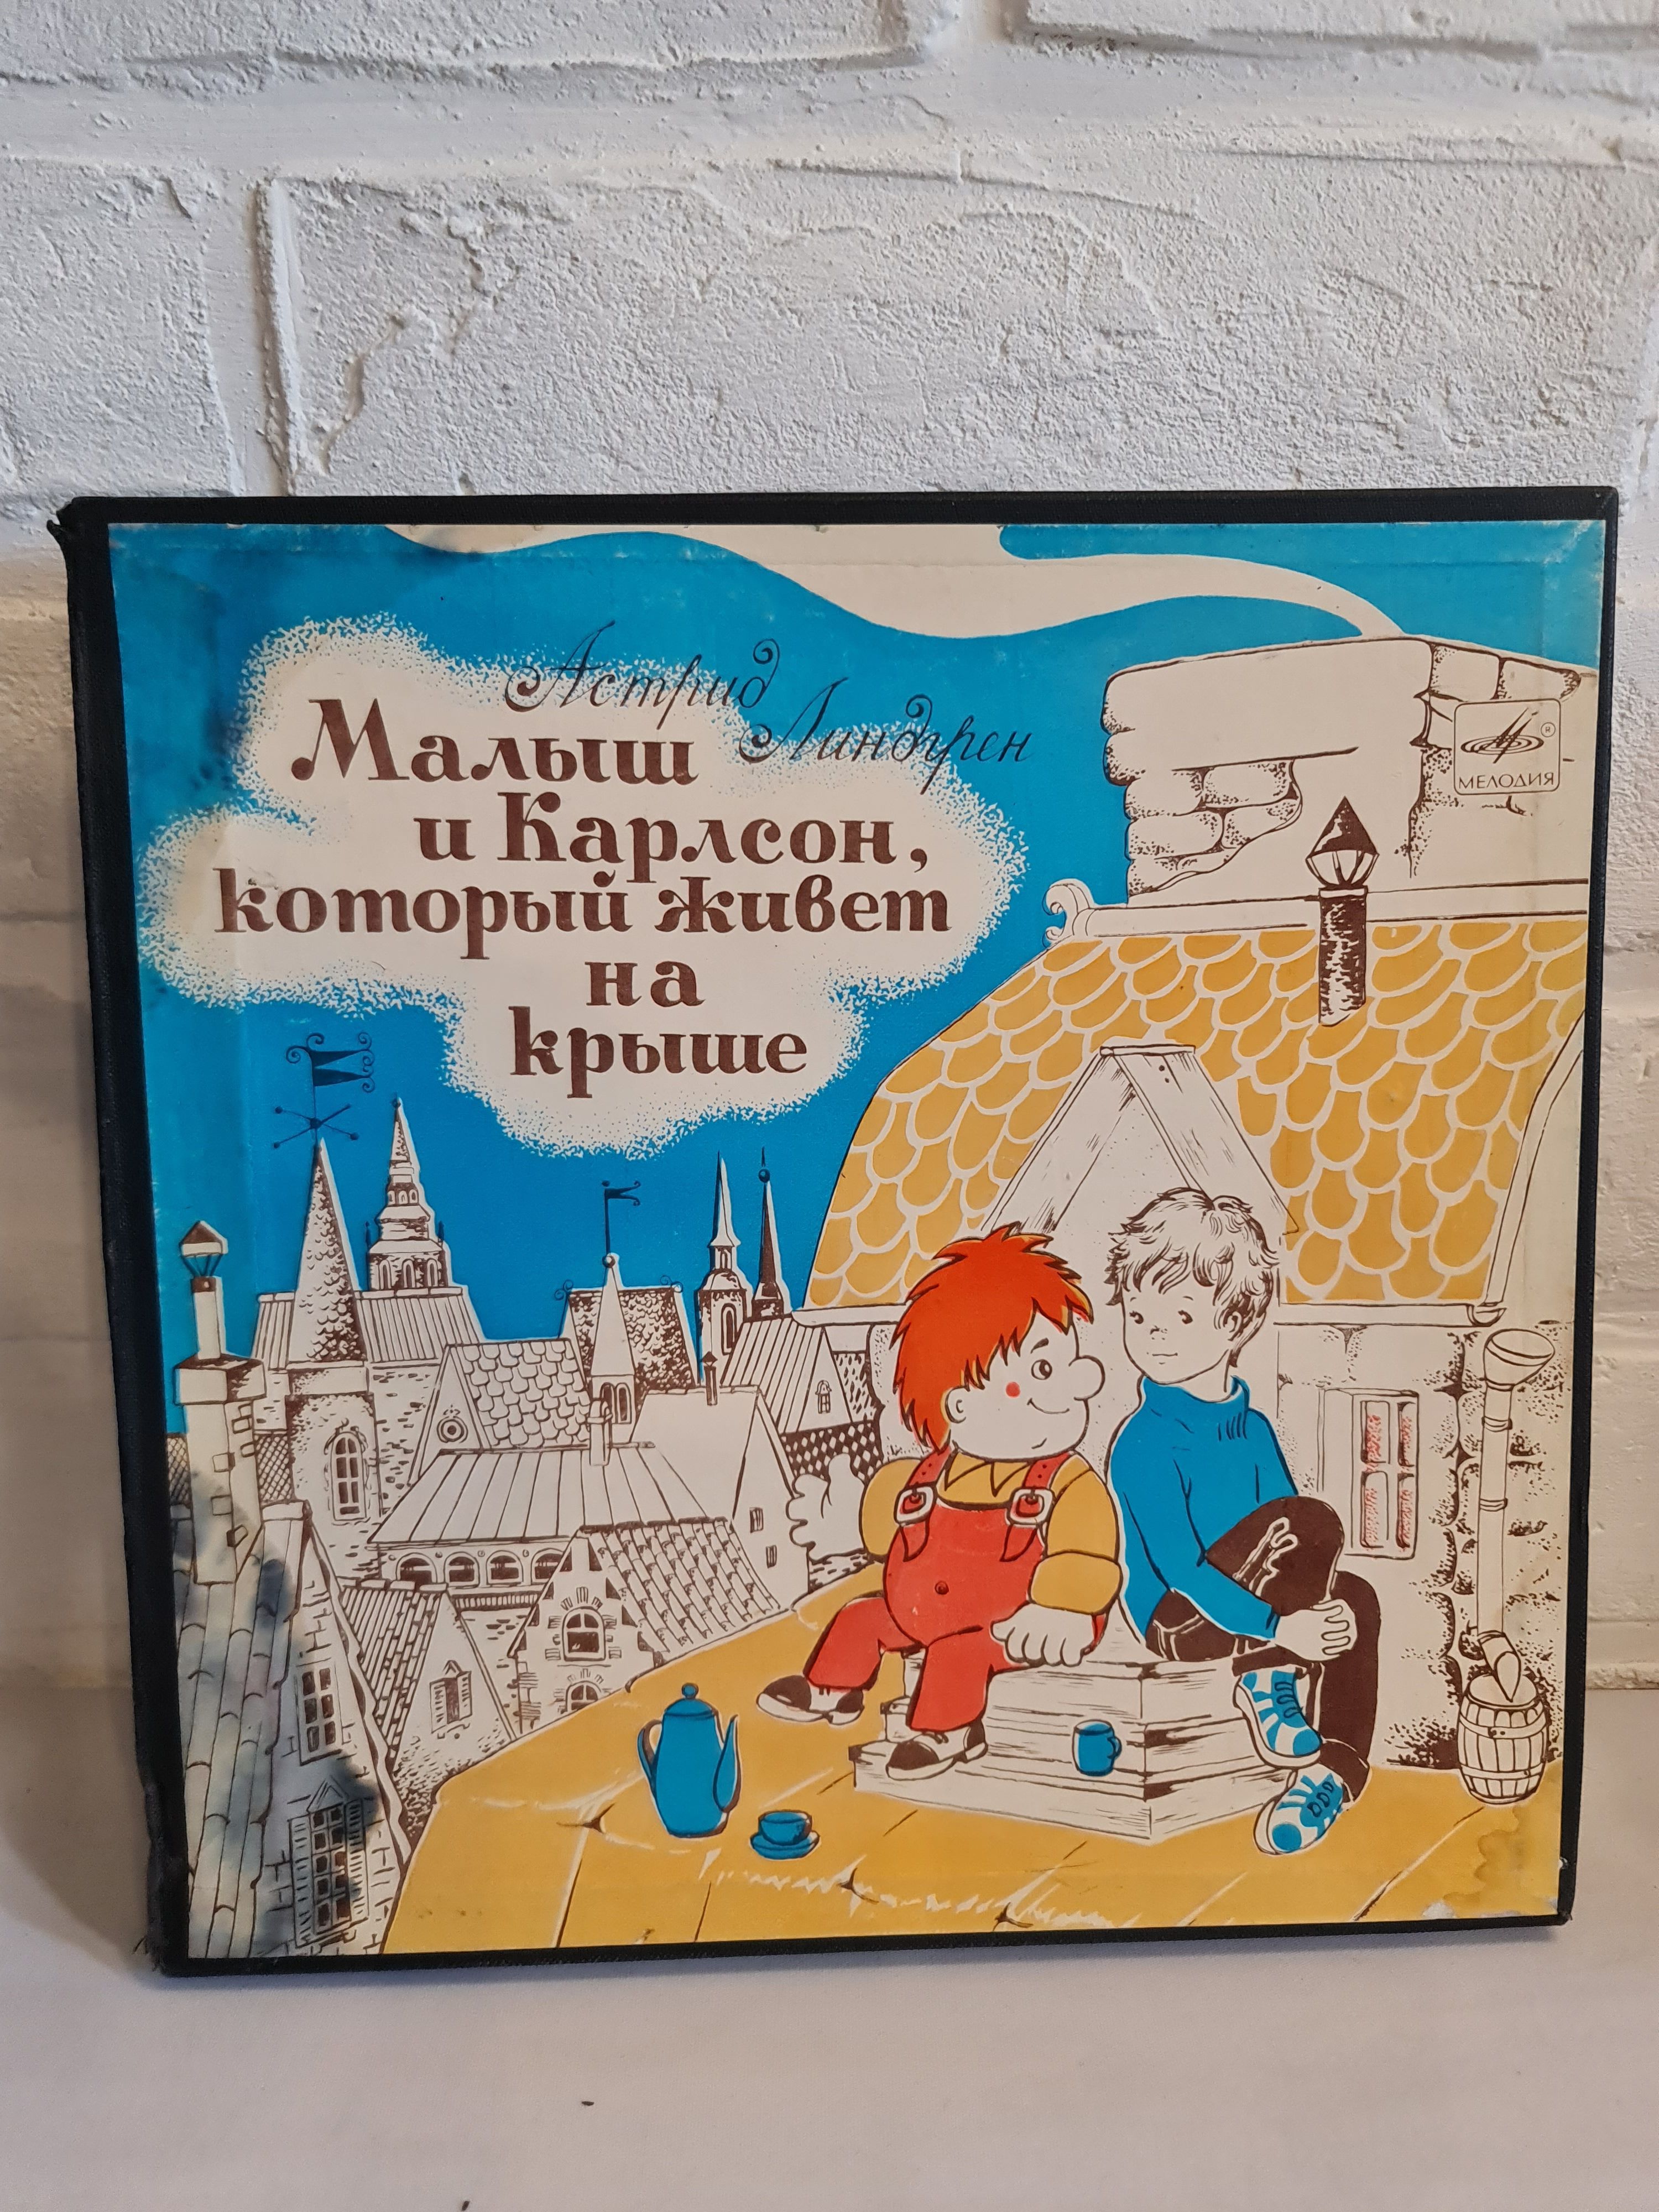 Астрид Линдгрен
Малыш
и Карлсон,
который живет
на
крыше
®
МЕЛОДИЯ